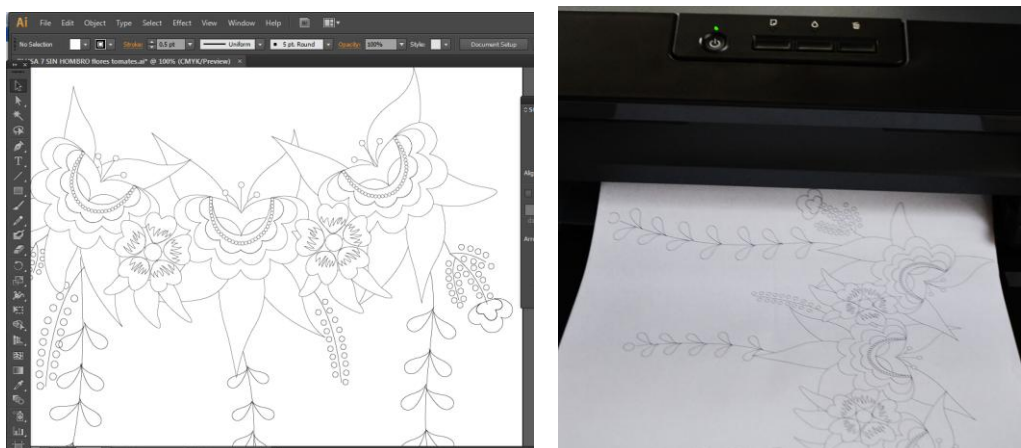 Ai File Edit Object Type Select Effect View Window Help
No Selection Stroke: 0,5 pt Uniform 5 pt. Round Opacity: 100% Style: Document Setup
SIN HOMBRO flores tomates.ai* @ 100% (CMYK/Preview) ×